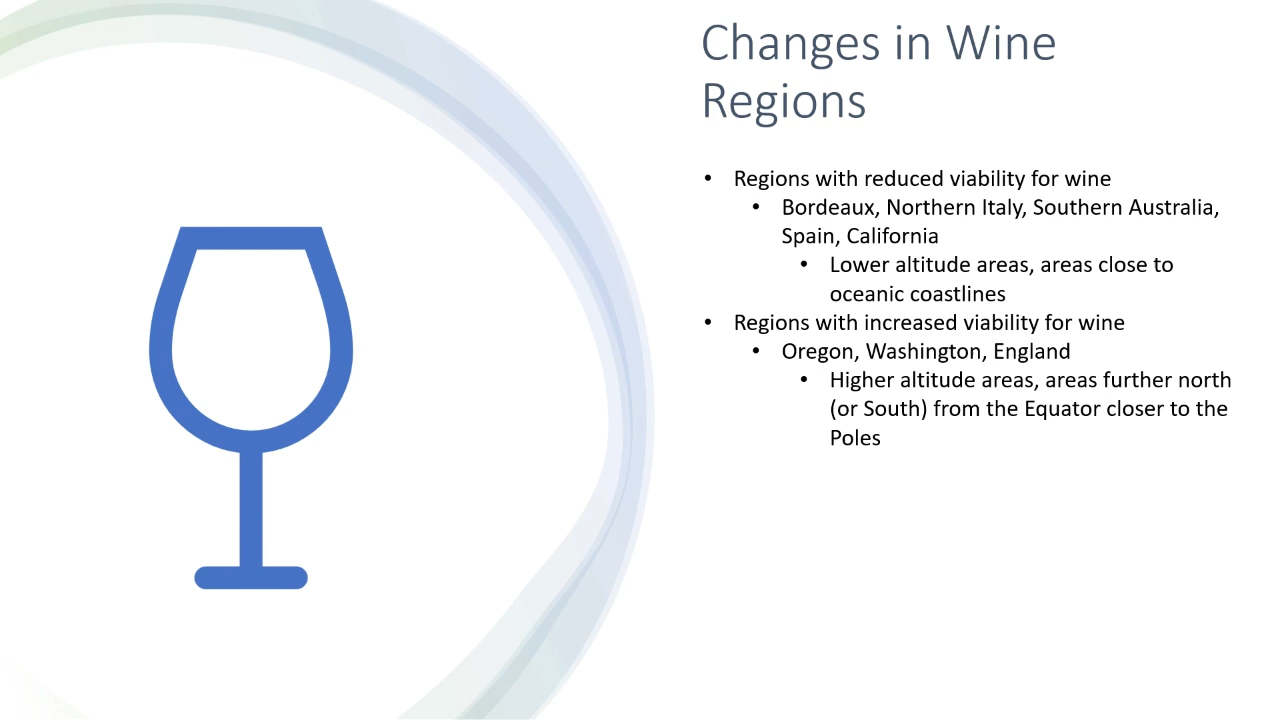 Changes in Wine
Regions
• Regions with reduced viability for wine
• Bordeaux, Northern Italy, Southern Australia,
Spain, California
• Lower altitude areas, areas close to
oceanic coastlines
• Regions with increased viability for wine
• Oregon, Washington, England
• Higher altitude areas, areas further north
(or South) from the Equator closer to the
Poles